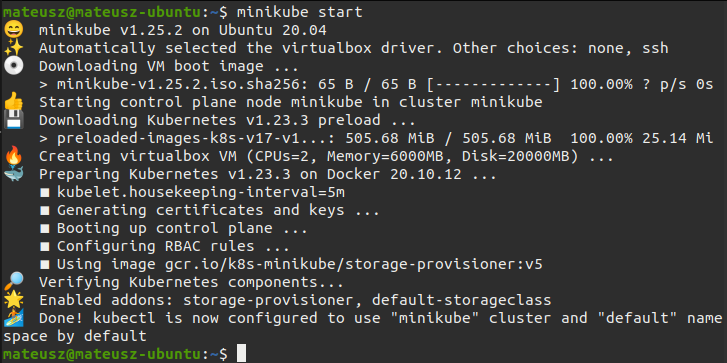 mateusz@mateusz-ubuntu:~$ minikube start
😄 minikube v1.25.2 on Ubuntu 20.04
✨ Automatically selected the virtualbox driver. Other choices: none, ssh
💿 Downloading VM boot image ...
> minikube-v1.25.2.iso.sha256: 65 B / 65 B [-------------] 100.00% ? p/s 0s
👍 Starting control plane node minikube in cluster minikube
💾 Downloading Kubernetes v1.23.3 preload ...
> preloaded-images-k8s-v17-v1...: 505.68 MiB / 505.68 MiB 100.00% 25.14 Mi
🔥 Creating virtualbox VM (CPUs=2, Memory=6000MB, Disk=20000MB) ...
🐳 Preparing Kubernetes v1.23.3 on Docker 20.10.12 ...
▪ kubelet.housekeeping-interval=5m
▪ Generating certificates and keys ...
▪ Booting up control plane ...
▪ Configuring RBAC rules ...
▪ Using image gcr.io/k8s-minikube/storage-provisioner:v5
🔎 Verifying Kubernetes components...
🌟 Enabled addons: storage-provisioner, default-storageclass
🏄 Done! kubectl is now configured to use "minikube" cluster and "default" name
space by default
mateusz@mateusz-ubuntu:~$